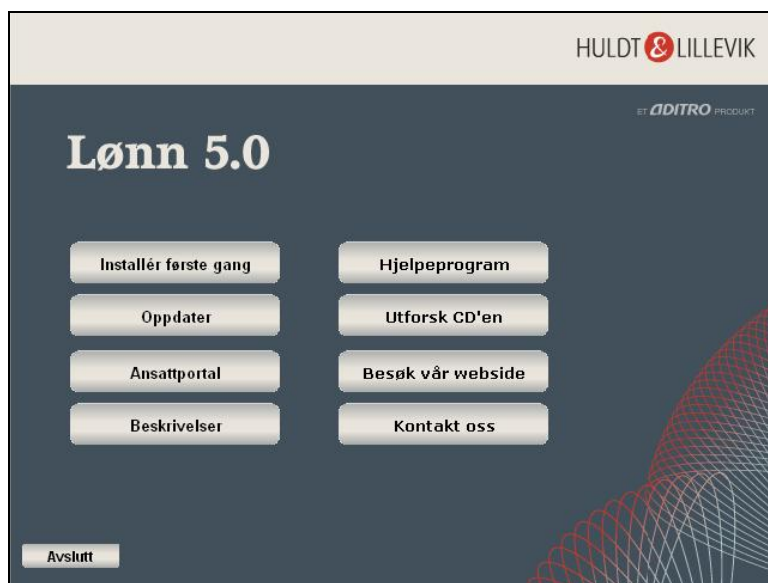 HULDT & LILLEVIK
ET ADITRO PRODUKT
Lønn 5.0
Installér første gang
Hjelpeprogram
Oppdater
Utforsk CD'en
Ansattportal
Besøk vår webside
Beskrivelser
Kontakt oss
Avslutt